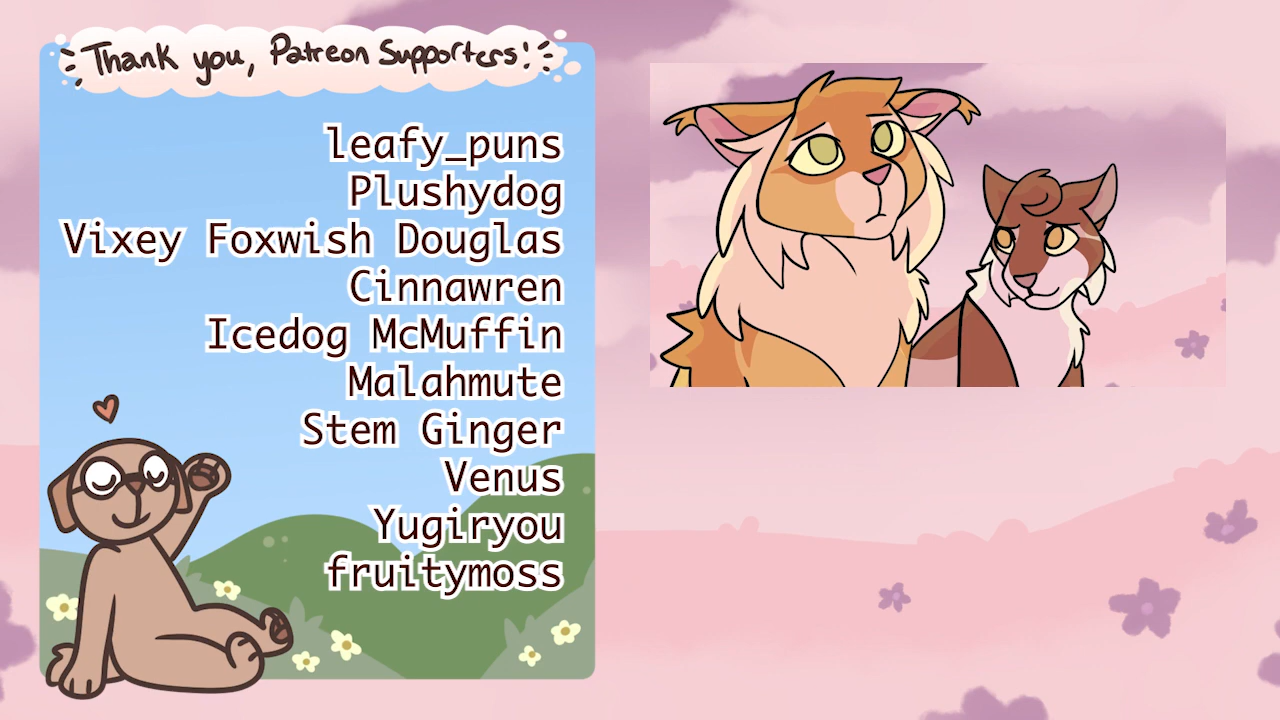 Thank you, Patreon Supporters!
leafy_puns
Plushydog
Vixey Foxwish Douglas
Cinnawren
Icedog McMuffin
Malahmute
Stem Ginger
Venus
Yugiryou
fruitymoss